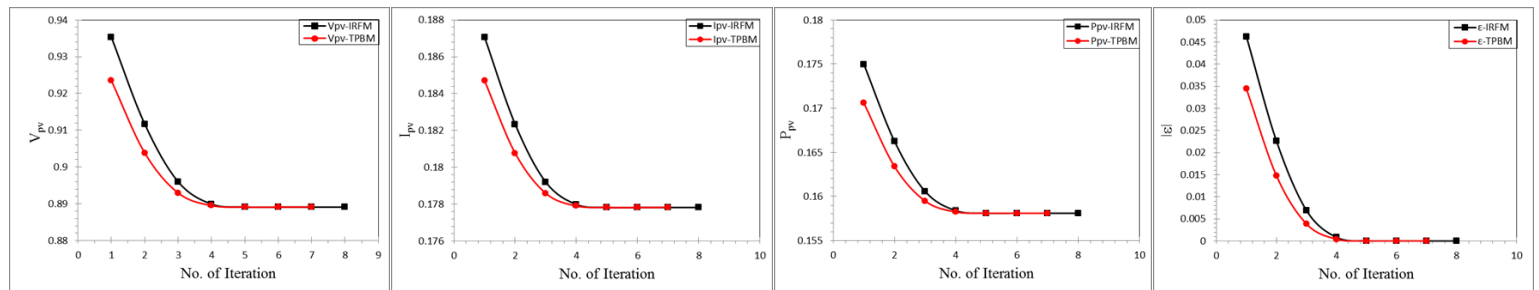 0.94
0.93
0.92
0.91
0.9
0.89
0.88
V_pv
Vpv-IRFM
Vpv-TPBM
0 1 2 3 4 5 6 7 8 9
No. of Iteration
0.188
0.186
0.184
0.182
0.18
0.178
0.176
I_pv
Ipv-IRFM
Ipv-TPBM
0 2 4 6 8 10
No. of Iteration
0.18
0.175
0.17
0.165
0.16
0.155
P_pv
Ppv-IRFM
Ppv-TPBM
0 2 4 6 8 10
No. of Iteration
0.05
0.045
0.04
0.035
0.03
0.025
0.02
0.015
0.01
0.005
0
|ε|
ε-IRFM
ε-TPBM
0 2 4 6 8 10
No. of Iteration